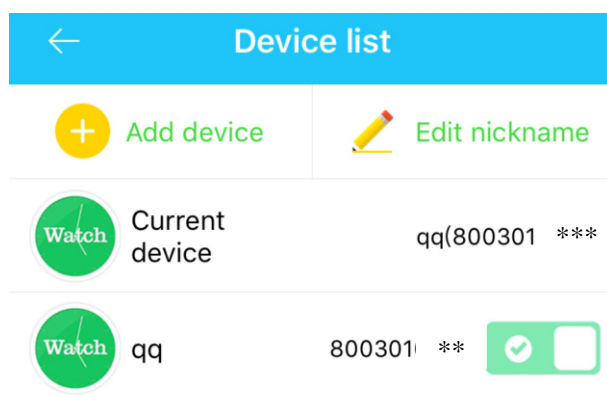 Device list
Add device
Edit nickname
Watch
Current device
qq(800301 ***
Watch
qq
800301 **